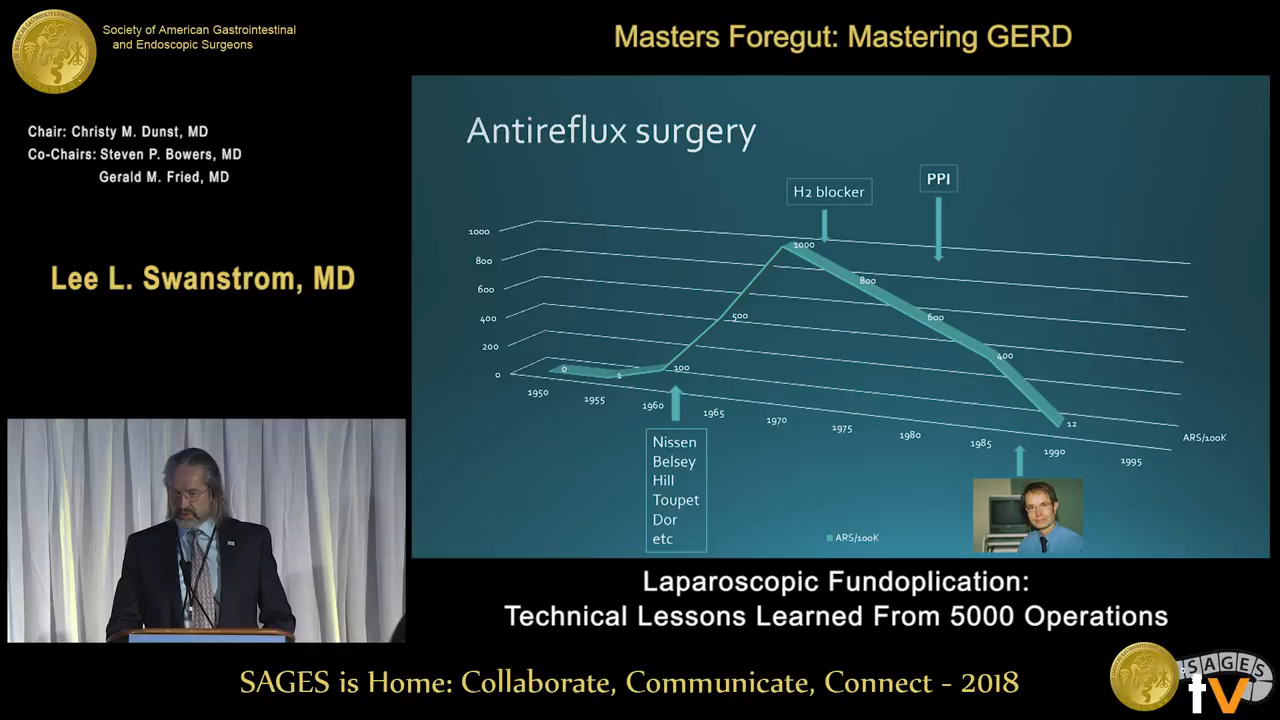 Society of American Gastrointestinal
and Endoscopic Surgeons
Masters Foregut: Mastering GERD
Chair: Christy M. Dunst, MD
Co-Chairs: Steven P. Bowers, MD
Gerald M. Fried, MD
Lee L. Swanstrom, MD
Antireflux surgery
H2 blocker
PPI
1000
800
600
400
200
0
0
1
100
500
1000
800
600
400
12
1950
1955
1960
1965
1970
1975
1980
1985
1990
1995
ARS/100K
Nissen
Belsey
Hill
Toupet
Dor
etc
ARS/100K
Laparoscopic Fundoplication:
Technical Lessons Learned From 5000 Operations
SAGES is Home: Collaborate, Communicate, Connect - 2018
SAGES
tv